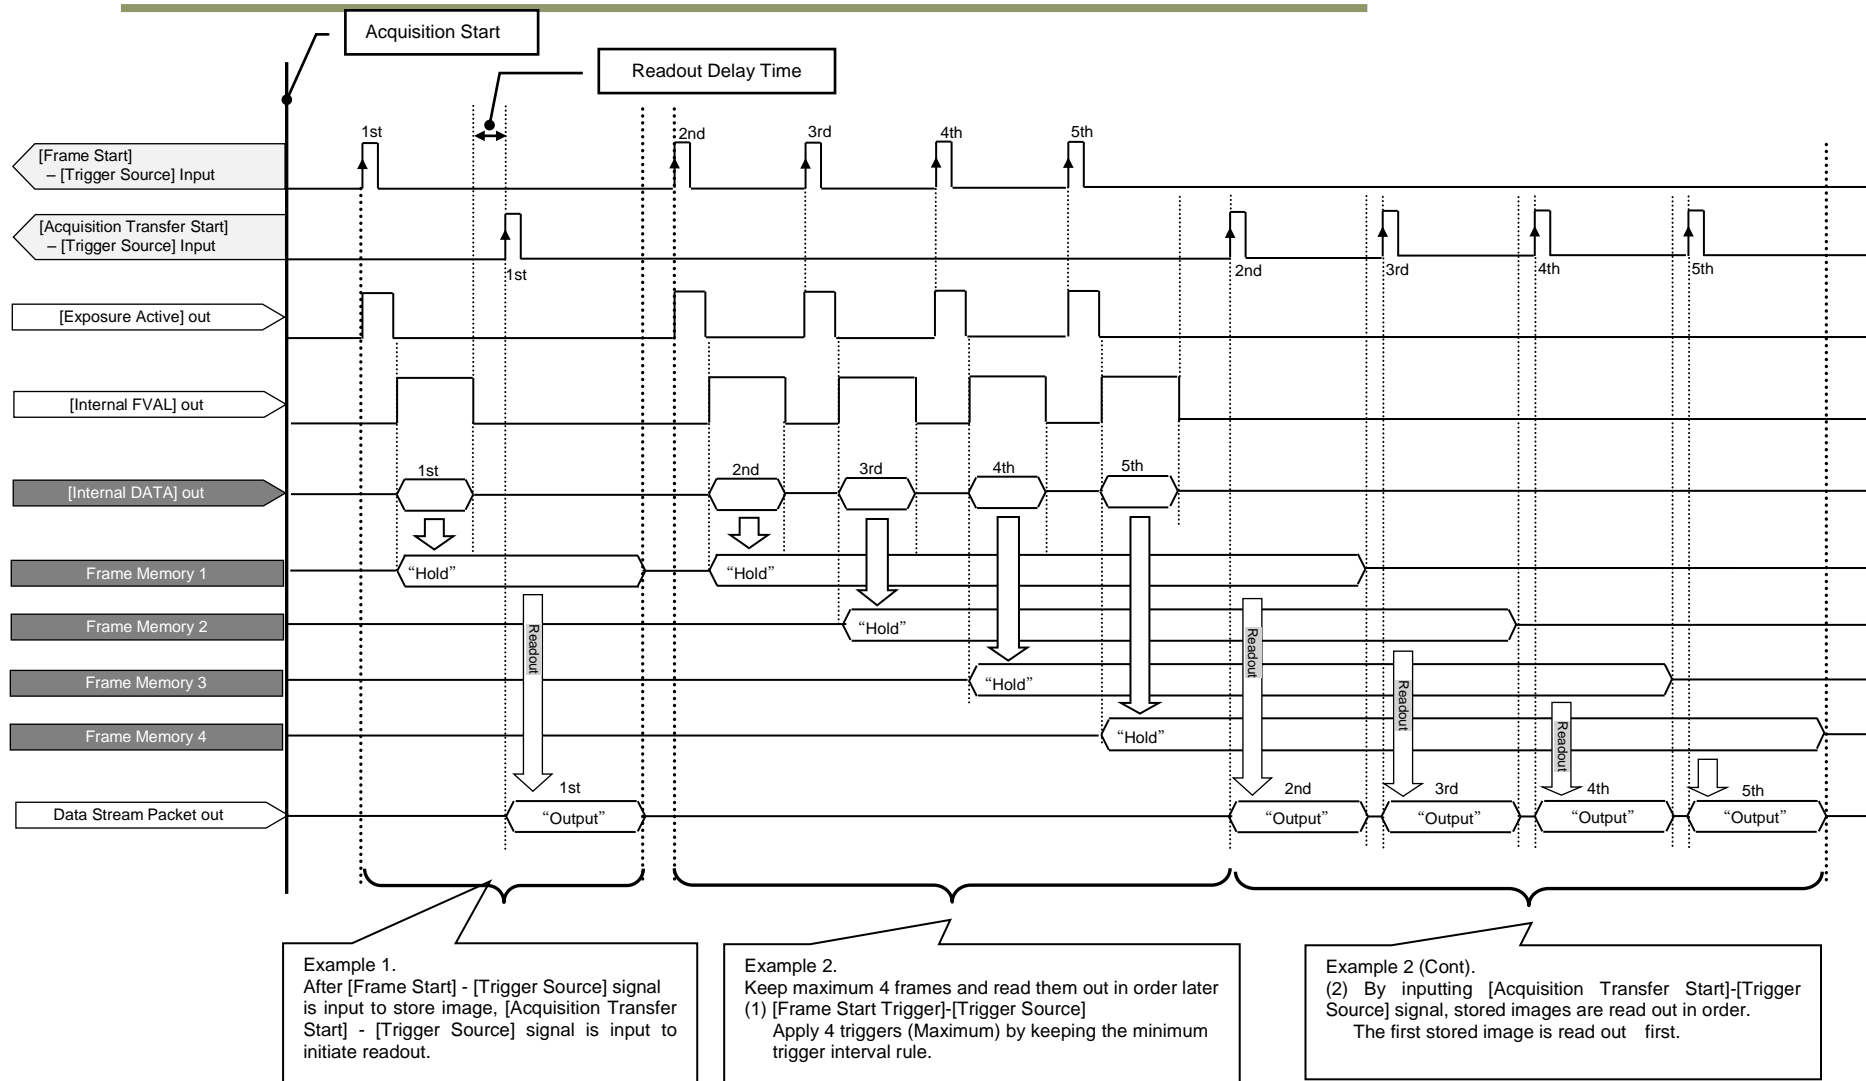 Acquisition Start
Readout Delay Time
1st
2nd
3rd
4th
5th
[Frame Start]
– [Trigger Source] Input
[Acquisition Transfer Start]
– [Trigger Source] Input
1st
2nd
3rd
4th
5th
[Exposure Active] out
[Internal FVAL] out
1st
2nd
3rd
4th
5th
[Internal DATA] out
Frame Memory 1
“Hold”
“Hold”
Frame Memory 2
“Hold”
Frame Memory 3
“Hold”
Frame Memory 4
“Hold”
Readout
Readout
Readout
Readout
1st
2nd
3rd
4th
5th
Data Stream Packet out
“Output”
“Output”
“Output”
“Output”
“Output”
Example 1.
After [Frame Start] - [Trigger Source] signal
is input to store image, [Acquisition Transfer
Start] - [Trigger Source] signal is input to
initiate readout.
Example 2.
Keep maximum 4 frames and read them out in order later
(1) [Frame Start Trigger]-[Trigger Source]
Apply 4 triggers (Maximum) by keeping the minimum
trigger interval rule.
Example 2 (Cont).
(2) By inputting [Acquisition Transfer Start]-[Trigger
Source] signal, stored images are read out in order.
The first stored image is read out first.